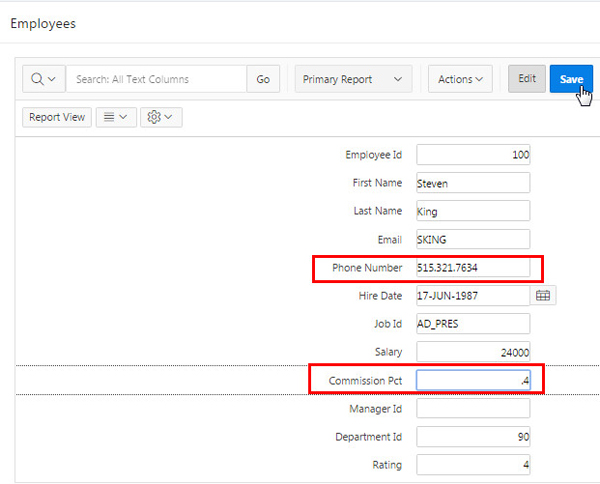 Employees
Search: All Text Columns Go Primary Report Actions Edit Save
Report View
Employee Id 100
First Name Steven
Last Name King
Email SKING
Phone Number 515.321.7634
Hire Date 17-JUN-1987
Job Id AD_PRES
Salary 24000
Commission Pct .4
Manager Id
Department Id 90
Rating 4